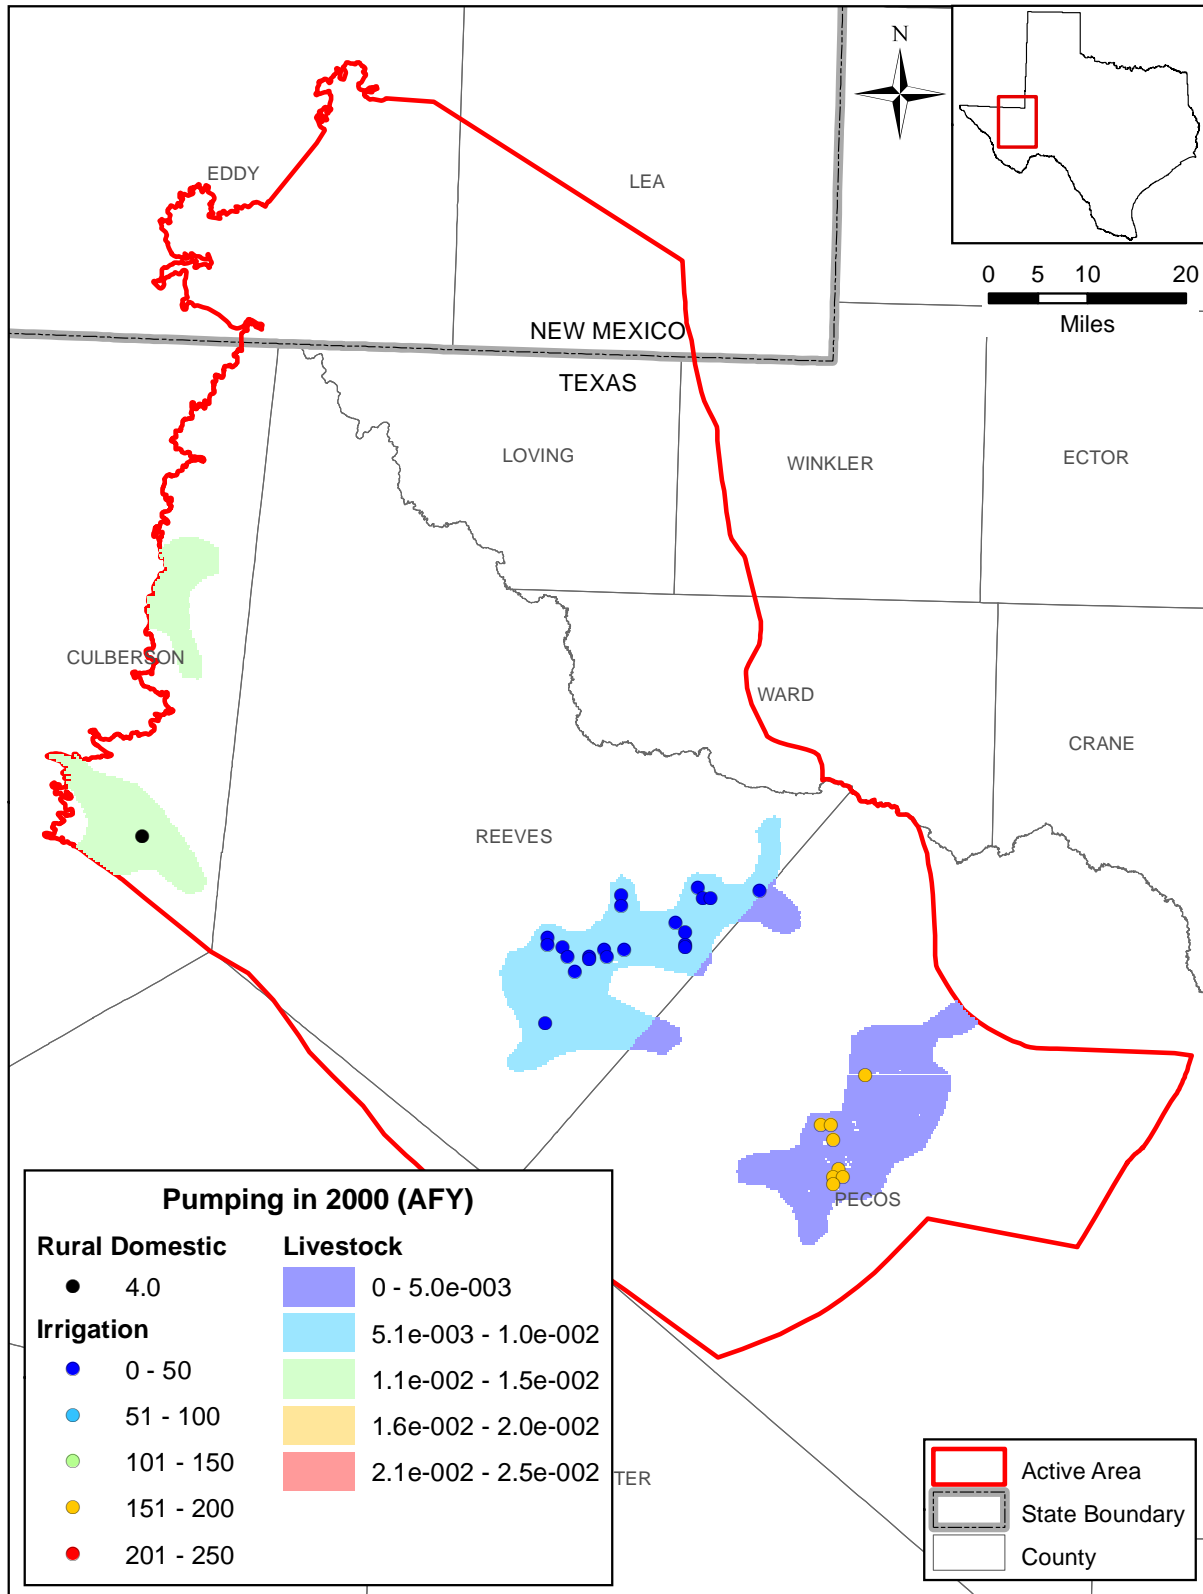 N
EDDY
LEA
0 5 10 20
Miles
NEW MEXICO
TEXAS
LOVING
WINKLER
ECTOR
CULBERSON
WARD
CRANE
REEVES
PECOS
Pumping in 2000 (AFY)
Rural Domestic
4.0
Irrigation
0 - 50
51 - 100
101 - 150
151 - 200
201 - 250
Livestock
0 - 5.0e-003
5.1e-003 - 1.0e-002
1.1e-002 - 1.5e-002
1.6e-002 - 2.0e-002
2.1e-002 - 2.5e-002
TER
Active Area
State Boundary
County